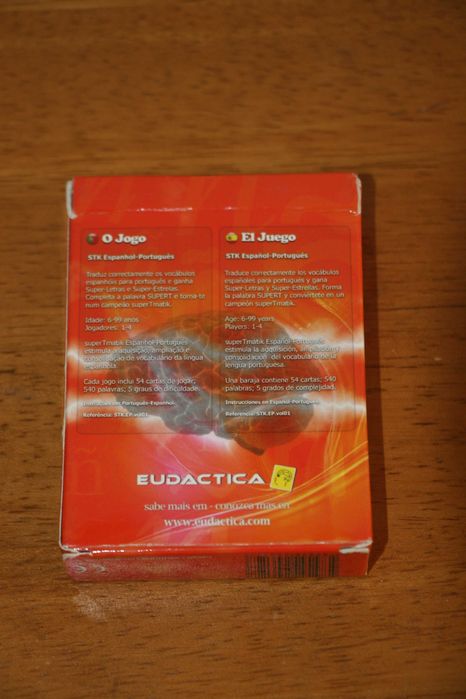 O Jogo
STK Espanhol-Português
Traduz correctamente os vocábulos
espanhóis para português e ganha
Super-Letras e Super-Estrelas.
Completa a palavra SUPERT e torna-te
num campeão superTmatik.
Idade: 6-99 anos
Jogadores: 1-4
superTmatik Espanhol-Português
estimula a aquisição, ampliação e
consolidação do vocabulário da língua
espanhola.
Cada jogo inclui 54 cartas de jogar;
540 palavras; 5 graus de dificuldade.
Instruções em Português-Espanhol
Referência: STK.EP.vol01
El Juego
STK Español-Portugués
Traduce correctamente los vocablos
españoles para portugués y gana
Super-Letras y Super-Estrellas. Forma
la palabra SUPERT y conviértete en un
campeón superTmatik.
Age: 6-99 years
Players: 1-4
superTmatik Español-Portugués
estimula la adquisición, ampliación y
consolidación del vocabulario de la
lengua portuguesa.
Una baraja contiene 54 cartas; 540
palabras; 5 grados de complejidad.
Instrucciones en Español-Portugués
Referencia: STK.EP.vol01
EUDACTICA
sabe mais em - conozco mas en
www.eudactica.com